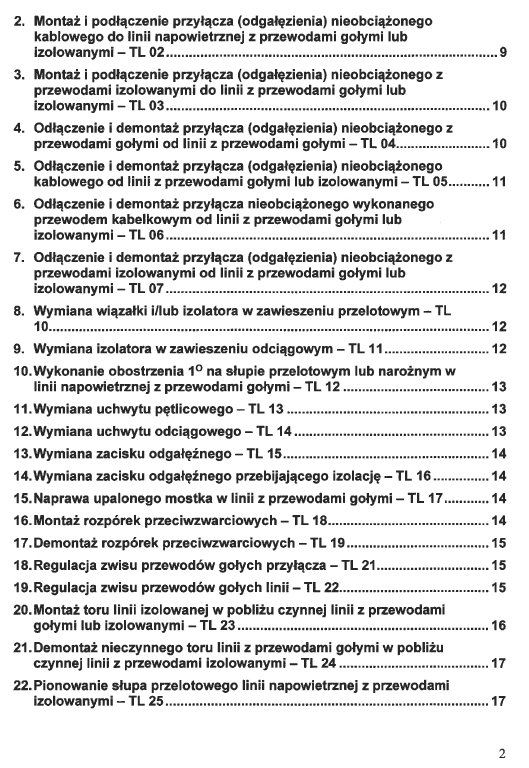 2. Montaż i podłączenie przyłącza (odgałęzienia) nieobciążonego
kablowego do linii napowietrznej z przewodami gołymi lub
izolowanymi – TL 02 ........ 9
3. Montaż i podłączenie przyłącza (odgałęzienia) nieobciążonego z
przewodami izolowanymi do linii z przewodami gołymi lub
izolowanymi – TL 03 ........ 10
4. Odłączenie i demontaż przyłącza (odgałęzienia) nieobciążonego z
przewodami gołymi od linii z przewodami gołymi – TL 04........ 10
5. Odłączenie i demontaż przyłącza (odgałęzienia) nieobciążonego
kablowego od linii z przewodami gołymi lub izolowanymi – TL 05........ 11
6. Odłączenie i demontaż przyłącza nieobciążonego wykonanego
przewodem kabelkowym od linii z przewodami gołymi lub
izolowanymi – TL 06 ........ 11
7. Odłączenie i demontaż przyłącza (odgałęzienia) nieobciążonego z
przewodami izolowanymi od linii z przewodami gołymi lub
izolowanymi – TL 07 ........ 12
8. Wymiana wiązałki i/lub izolatora w zawieszeniu przelotowym – TL
10........ 12
9. Wymiana izolatora w zawieszeniu odciągowym – TL 11........ 12
10. Wykonanie obostrzenia 1° na słupie przelotowym lub narożnym w
linii napowietrznej z przewodami gołymi – TL 12 ........ 13
11. Wymiana uchwytu pętlicowego – TL 13 ........ 13
12. Wymiana uchwytu odciągowego – TL 14 ........ 13
13. Wymiana zacisku odgałęźnego – TL 15........ 14
14. Wymiana zacisku odgałęźnego przebijającego izolację – TL 16 ........ 14
15. Naprawa upalonego mostka w linii z przewodami gołymi – TL 17........ 14
16. Montaż rozpórek przeciwzwarciowych – TL 18........ 14
17. Demontaż rozpórek przeciwzwarciowych – TL 19 ........ 15
18. Regulacja zwisu przewodów gołych przyłącza – TL 21........ 15
19. Regulacja zwisu przewodów gołych linii – TL 22........ 15
20. Montaż toru linii izolowanej w pobliżu czynnej linii z przewodami
gołymi lub izolowanymi – TL 23 ........ 16
21. Demontaż nieczynnego toru linii z przewodami gołymi w pobliżu
czynnej linii z przewodami izolowanymi – TL 24 ........ 17
22. Pionowanie słupa przelotowego linii napowietrznej z przewodami
izolowanymi – TL 25 ........ 17
2